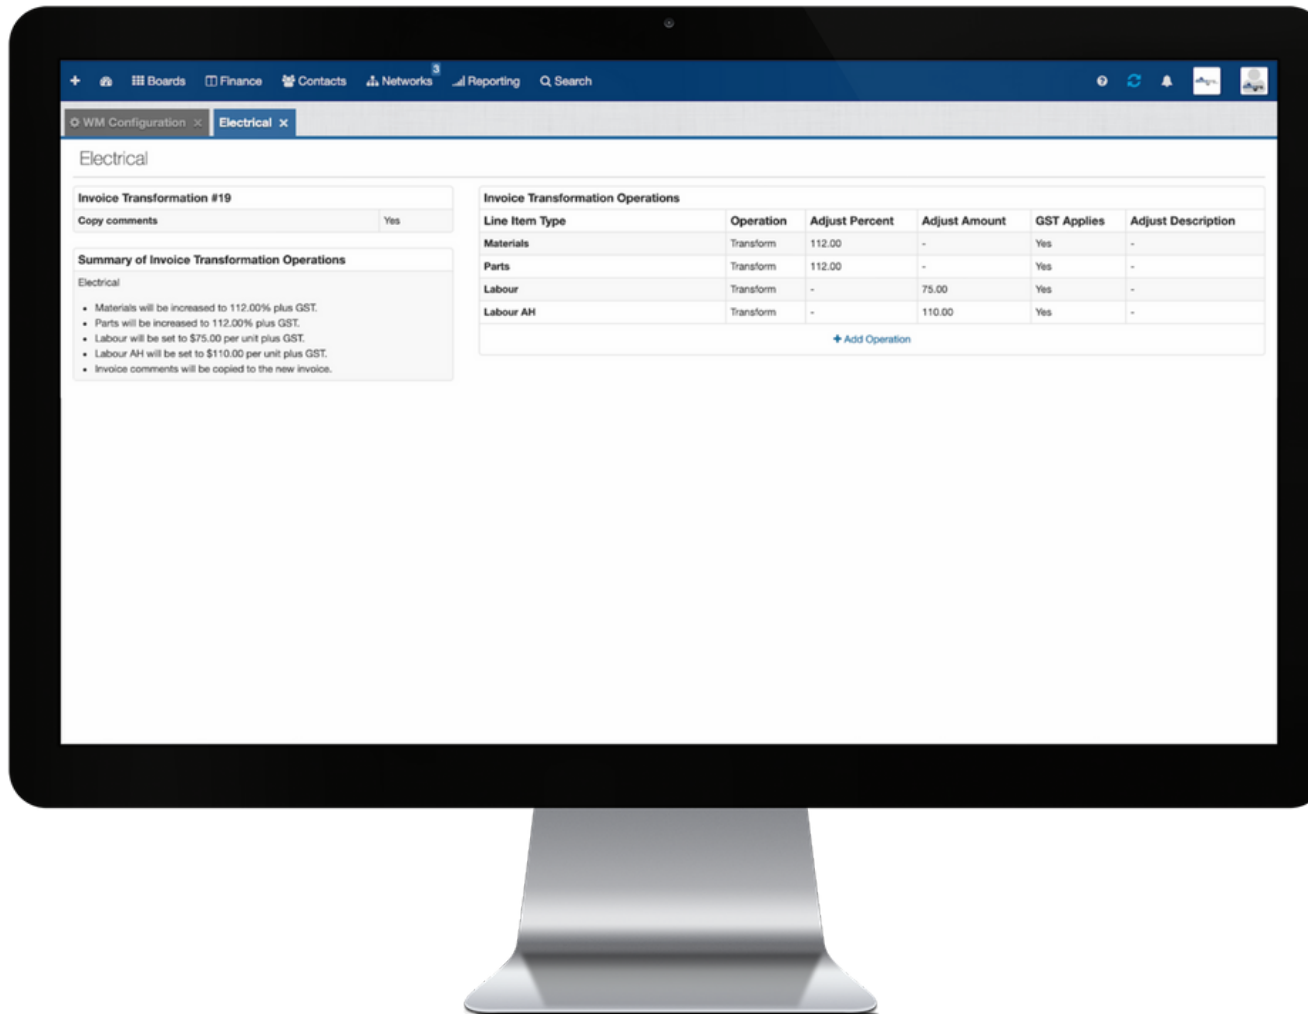 Boards Finance Contacts Networks 3 Reporting Search
WM Configuration × Electrical ×
Electrical
Invoice Transformation #19
Copy comments Yes
Summary of Invoice Transformation Operations
Electrical
• Materials will be increased to 112.00% plus GST.
• Parts will be increased to 112.00% plus GST.
• Labour will be set to $75.00 per unit plus GST.
• Labour AH will be set to $110.00 per unit plus GST.
• Invoice comments will be copied to the new invoice.
Invoice Transformation Operations
Line Item Type Operation Adjust Percent Adjust Amount GST Applies Adjust Description
Materials Transform 112.00 - Yes -
Parts Transform 112.00 - Yes -
Labour Transform - 75.00 Yes -
Labour AH Transform - 110.00 Yes -
+ Add Operation